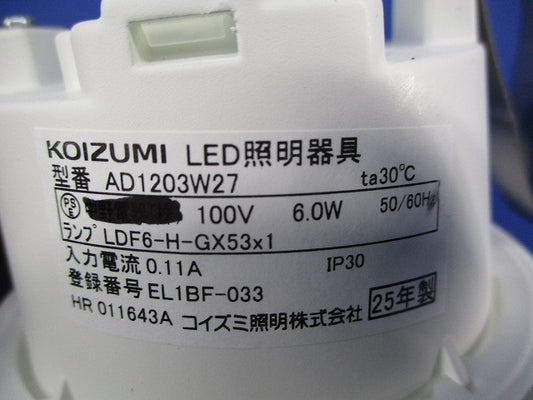 KOIZUMI LED照明器具
型番 AD1203W27 ta30℃
PSE 100V 6.0W 50/60Hz
ランプ LDF6-H-GX53x1
入力電流 0.11A IP30
登録番号 EL1BF-033
HR 011643A コイズミ照明株式会社 25年製